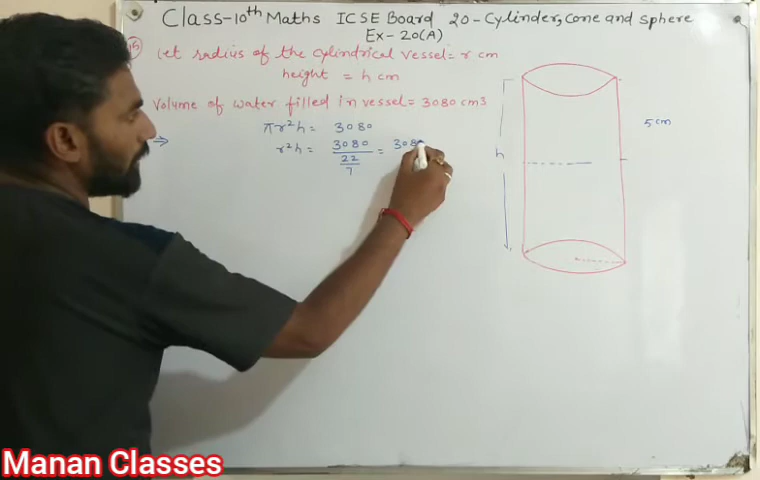 Class-10th Maths ICSE Board 20-Cylinder, Cone and Sphere
Ex-20(A)
15 Let radius of the cylindrical vessel = r cm
height = h cm
Volume of water filled in vessel = 3080 cm3
πr²h = 3080
⇒ r²h = 3080/(22/7) = 308
h
5 cm
Manan Classes